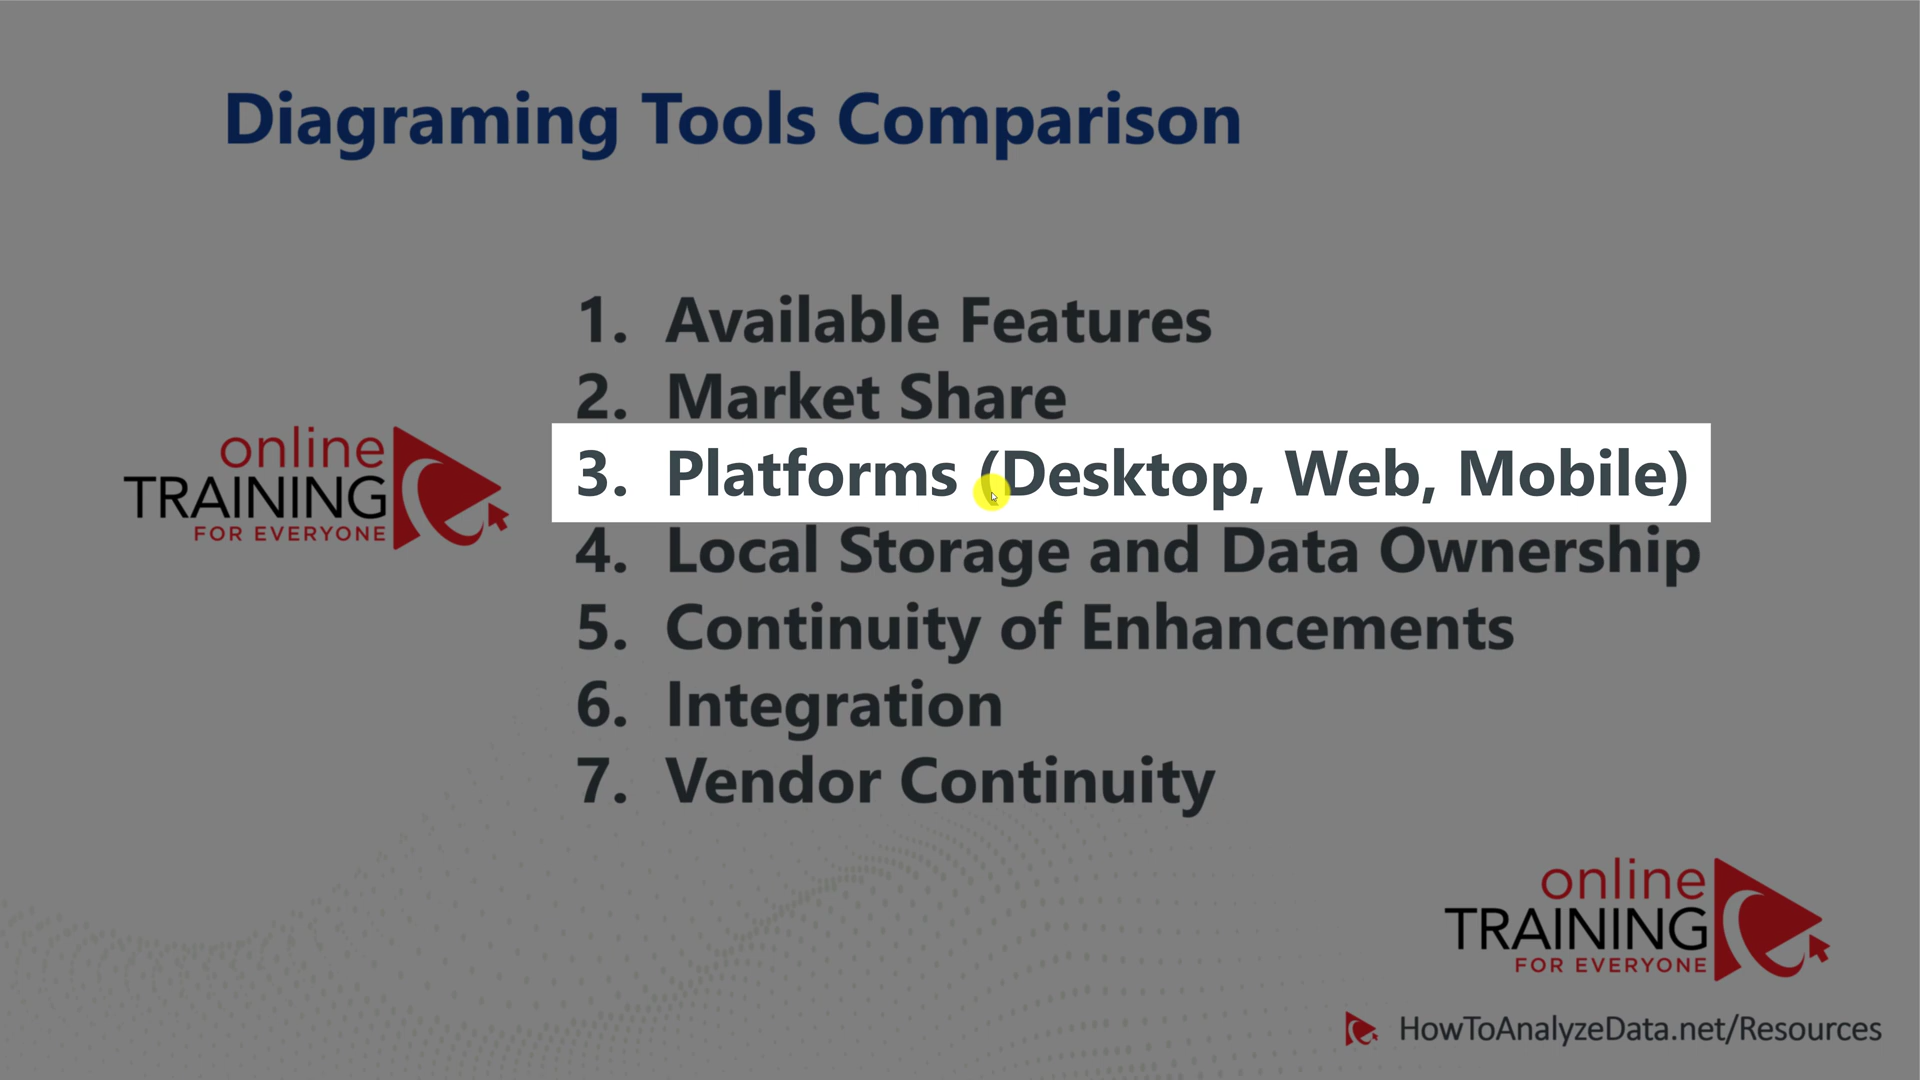 Diagraming Tools Comparison
1. Available Features
2. Market Share
3. Platforms (Desktop, Web, Mobile)
4. Local Storage and Data Ownership
5. Continuity of Enhancements
6. Integration
7. Vendor Continuity
online
TRAINING
FOR EVERYONE
online
TRAINING
FOR EVERYONE
HowToAnalyzeData.net/Resources